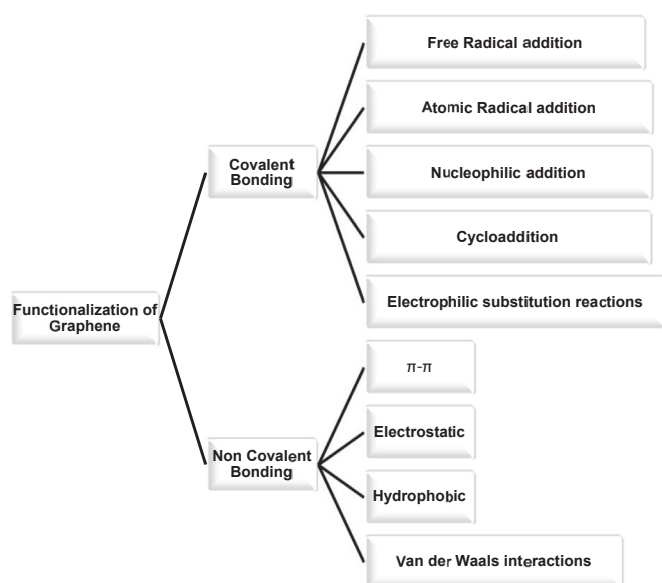 Free Radical addition
Atomic Radical addition
Covalent
Bonding
Nucleophilic addition
Cycloaddition
Functionalization of
Graphene
Electrophilic substitution reactions
π-π
Non Covalent
Bonding
Electrostatic
Hydrophobic
Van der Waals interactions